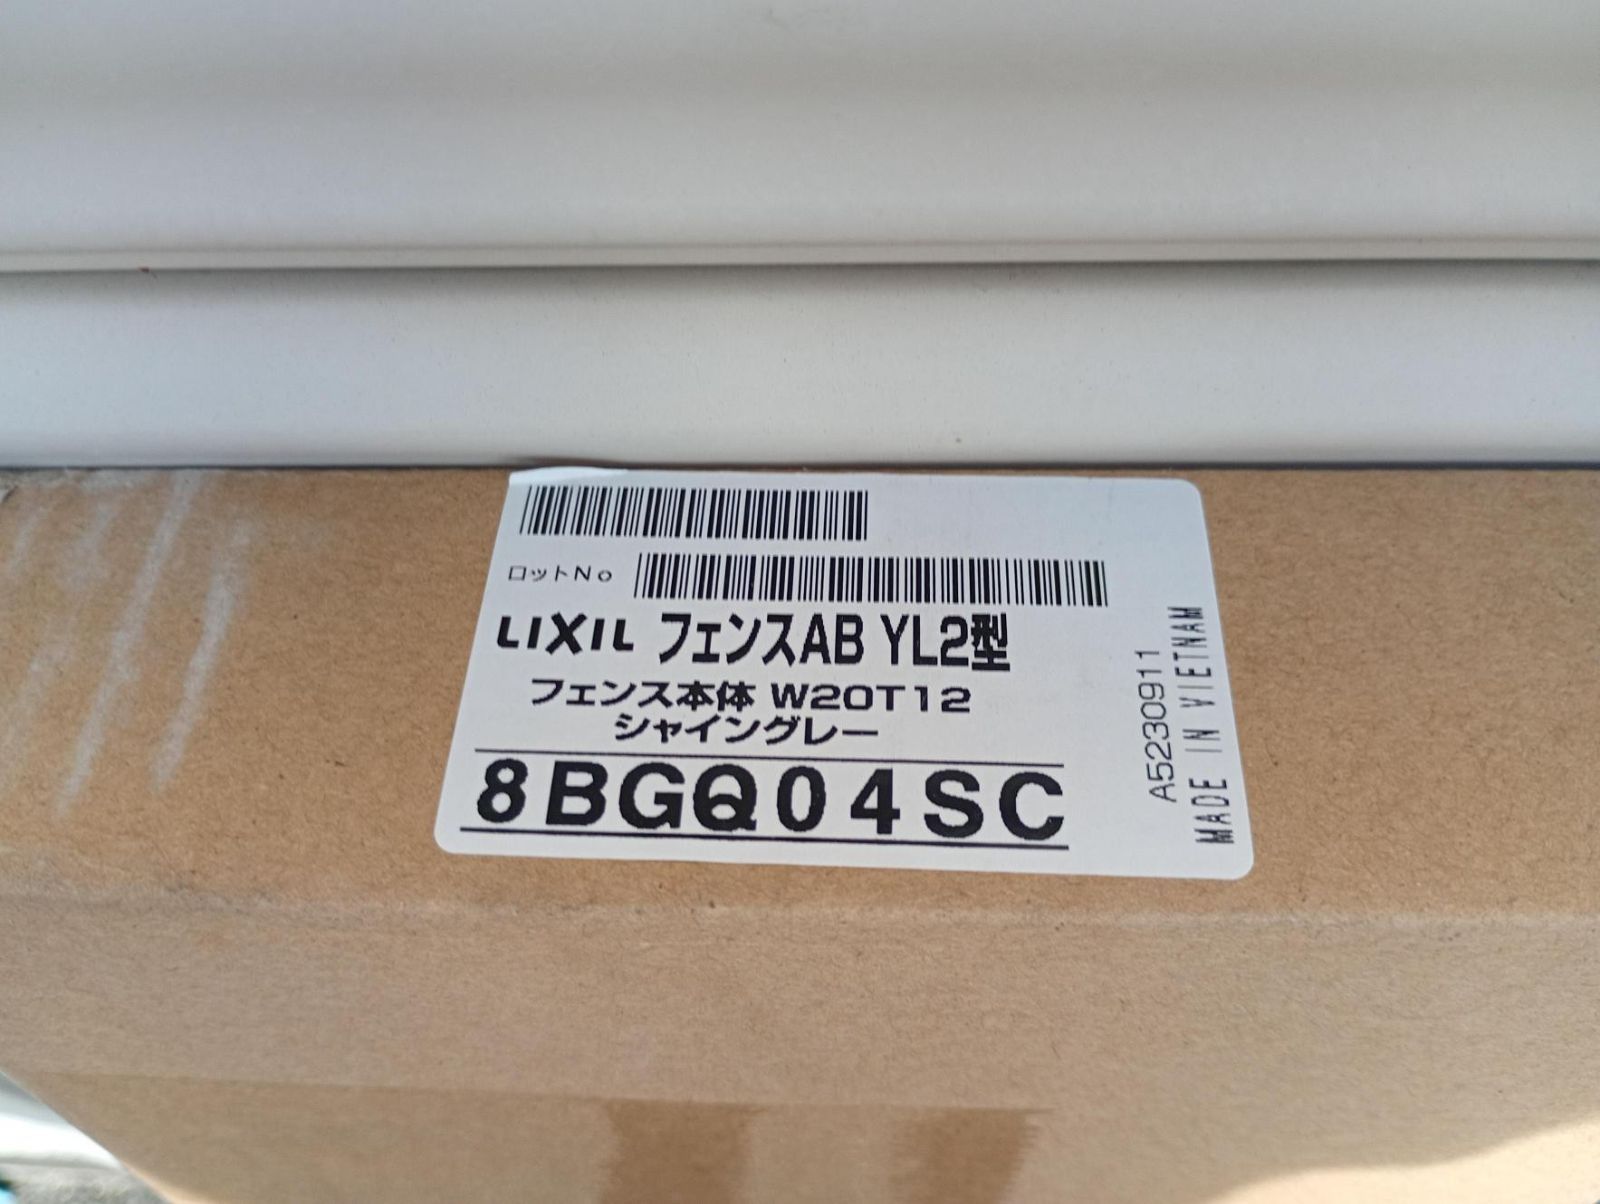 ロットNo
LIXIL フェンスAB YL2型
フェンス本体 W20T12
シャイングレー
8BGQ04SC
A5230911
MADE IN VIETNAM